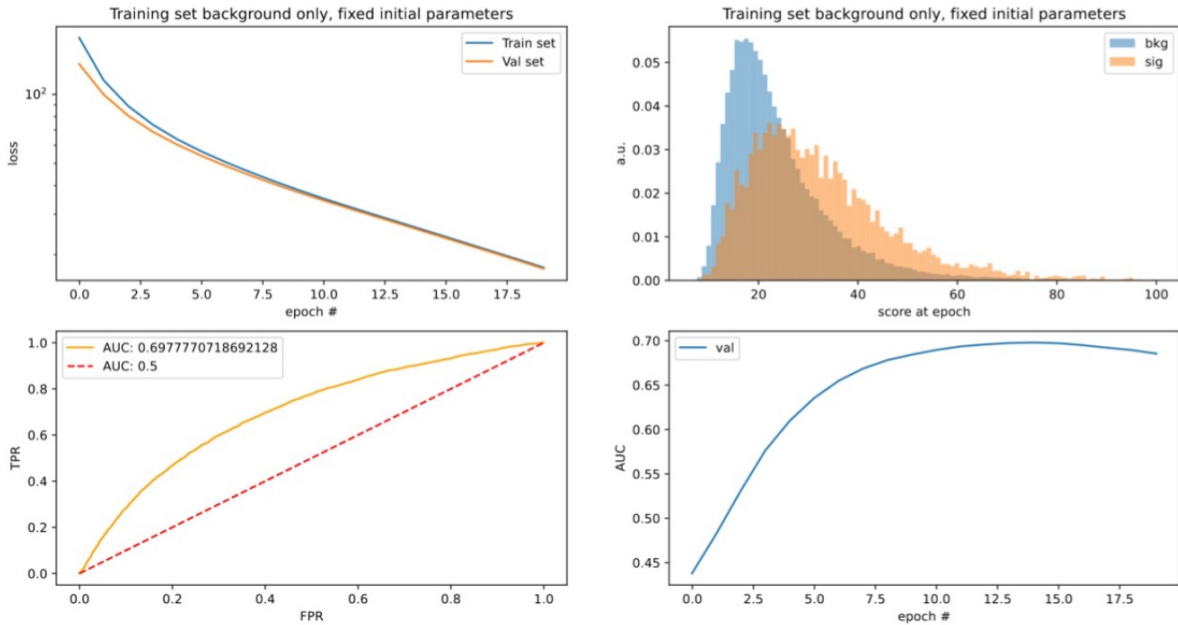 Training set background only, fixed initial parameters
Train set
Val set
10²
loss
0.0 2.5 5.0 7.5 10.0 12.5 15.0 17.5
epoch #
Training set background only, fixed initial parameters
bkg
sig
0.05
0.04
0.03
0.02
0.01
0.00
a.u.
20 40 60 80 100
score at epoch
AUC: 0.6977770718692128
AUC: 0.5
1.0
0.8
0.6
0.4
0.2
0.0
TPR
0.0 0.2 0.4 0.6 0.8 1.0
FPR
val
0.70
0.65
0.60
0.55
0.50
0.45
AUC
0.0 2.5 5.0 7.5 10.0 12.5 15.0 17.5
epoch #